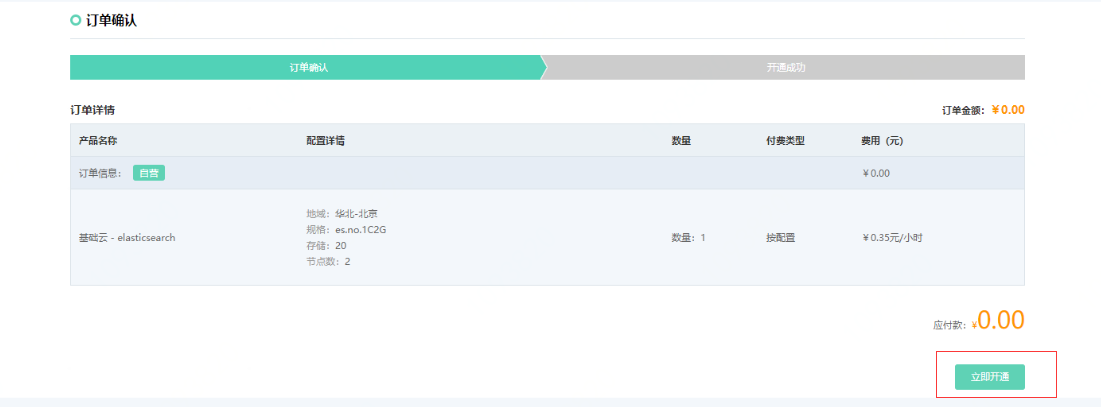 订单确认
订单确认 开通成功
订单详情 订单金额：￥0.00
产品名称 配置详情 数量 付费类型 费用（元）
订单信息： 自营 ￥0.00
地域：华北-北京
规格：es.no.1C2G
基础云 - elasticsearch 数量：1 按配置 ￥0.35元/小时
存储：20
节点数：2
应付款：¥0.00
立即开通